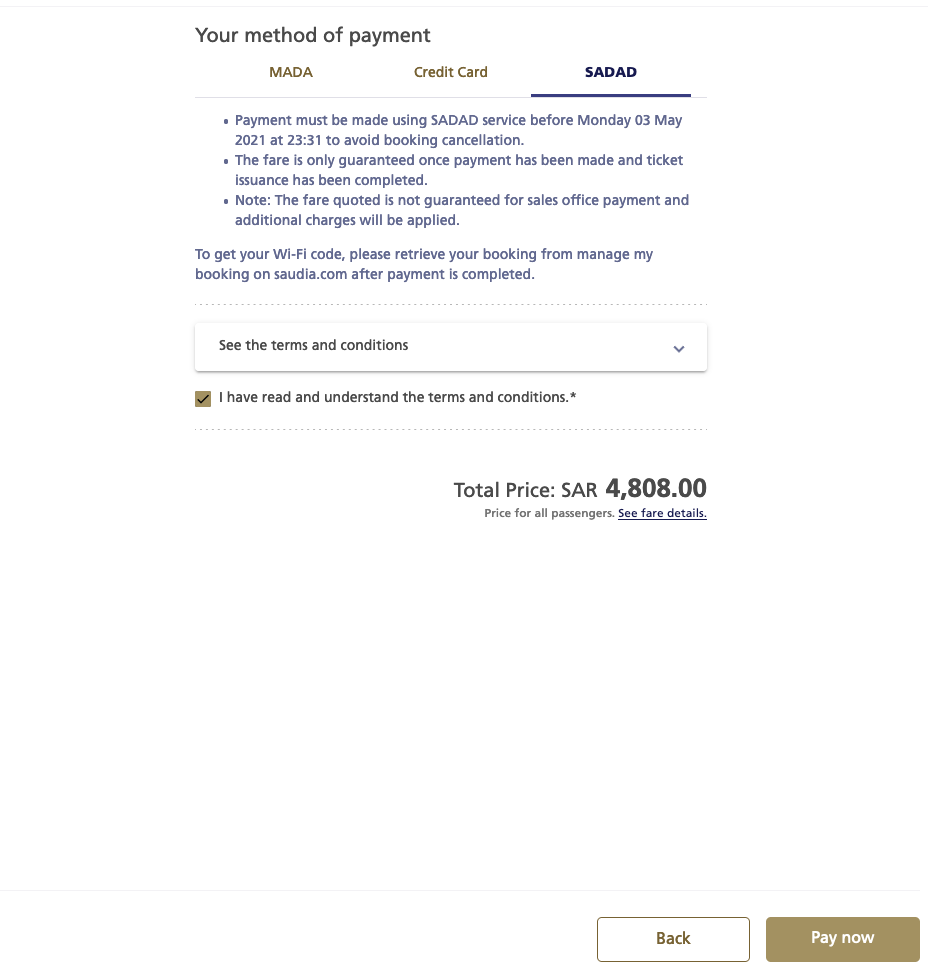 Your method of payment
MADA
Credit Card
SADAD
• Payment must be made using SADAD service before Monday 03 May
2021 at 23:31 to avoid booking cancellation.
• The fare is only guaranteed once payment has been made and ticket
issuance has been completed.
• Note: The fare quoted is not guaranteed for sales office payment and
additional charges will be applied.
To get your Wi-Fi code, please retrieve your booking from manage my
booking on saudia.com after payment is completed.
See the terms and conditions
I have read and understand the terms and conditions.*
Total Price: SAR 4,808.00
Price for all passengers. See fare details.
Back
Pay now